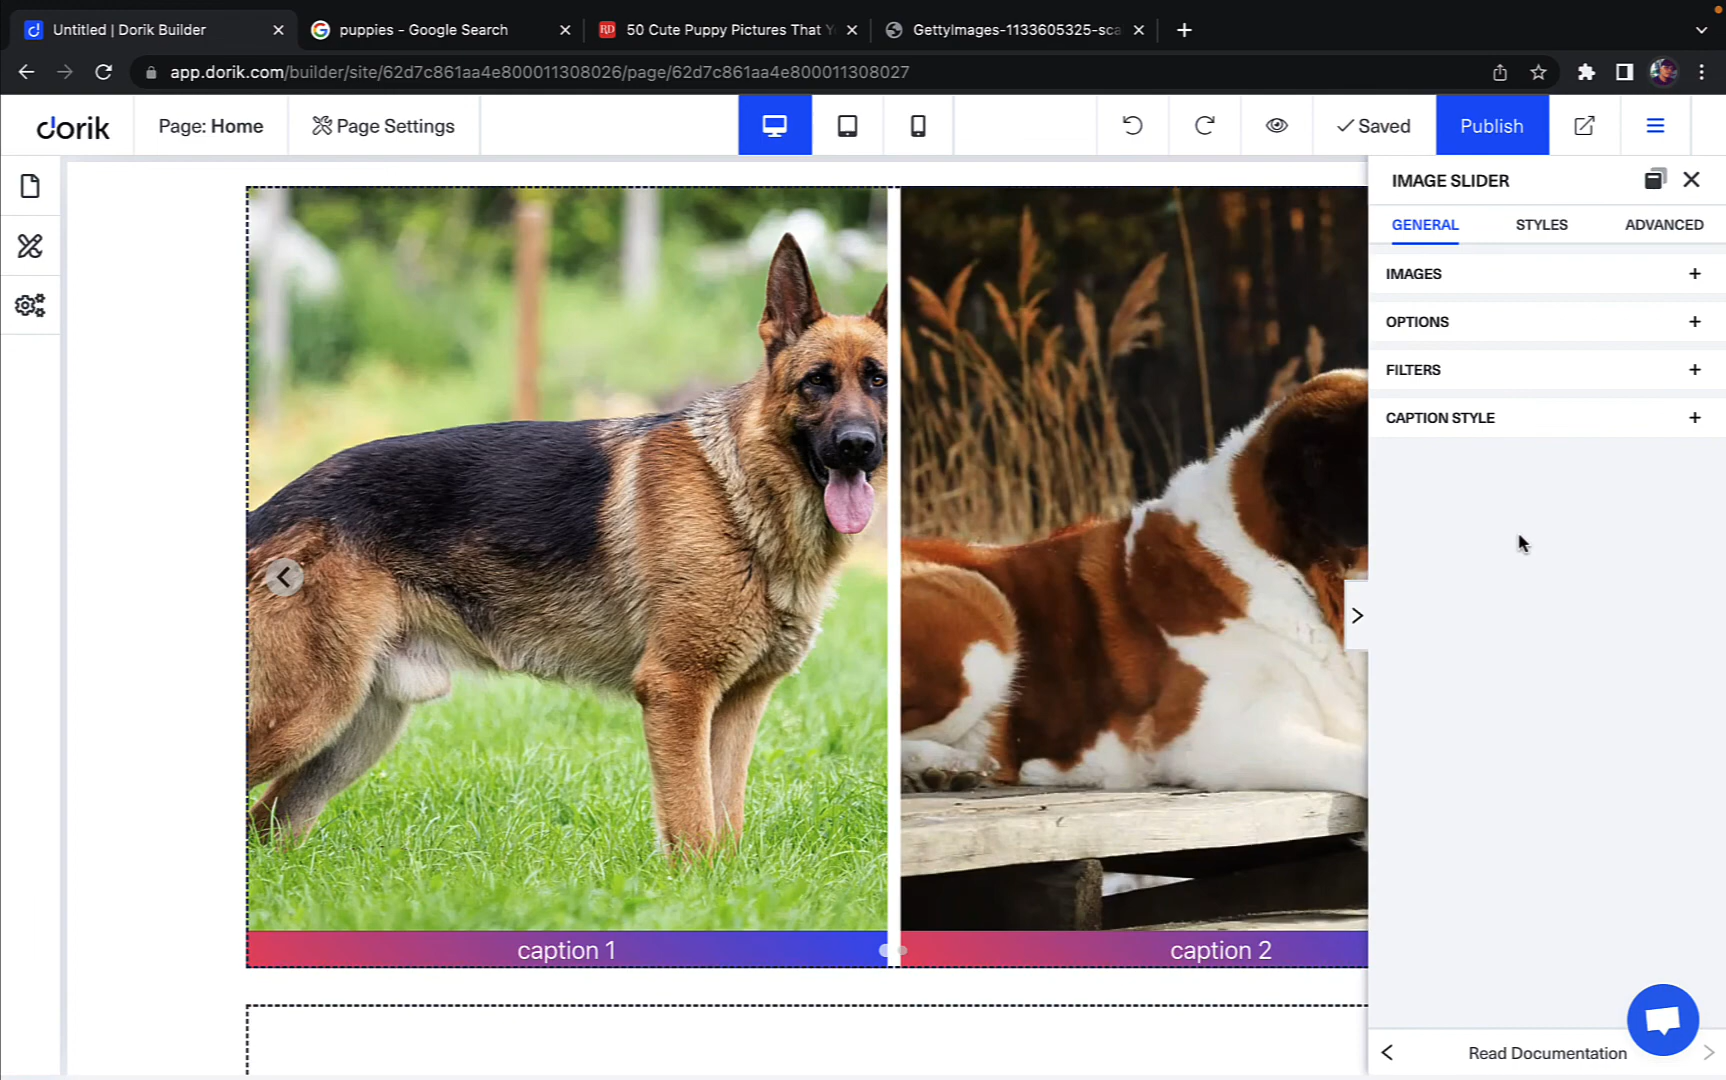 Untitled | Dorik Builder
puppies - Google Search
RD 50 Cute Puppy Pictures That Y
GettyImages-1133605325-sca
app.dorik.com/builder/site/62d7c861aa4e800011308026/page/62d7c861aa4e800011308027
dorik
Page: Home
Page Settings
Saved
Publish
IMAGE SLIDER
GENERAL STYLES ADVANCED
IMAGES
OPTIONS
FILTERS
CAPTION STYLE
caption 1
caption 2
Read Documentation